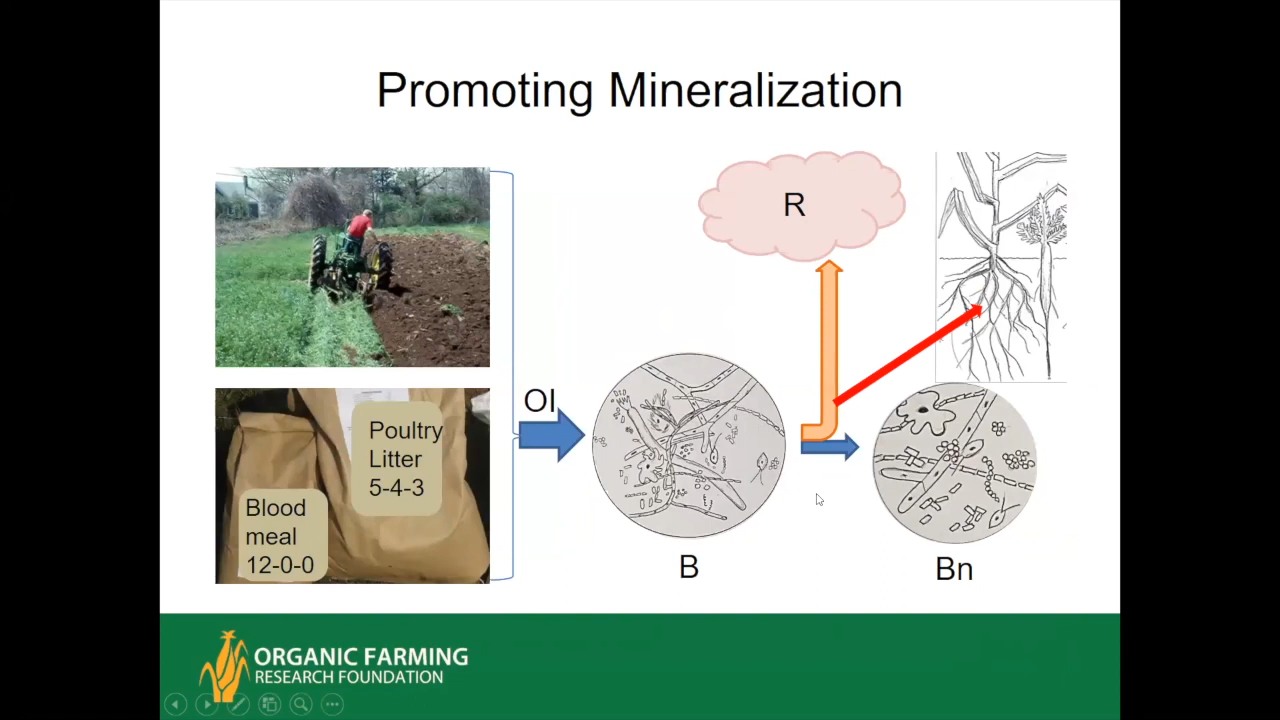 Promoting Mineralization
R
OI
Poultry
Litter
5-4-3
Blood
meal
12-0-0
B
Bn
ORGANIC FARMING
RESEARCH FOUNDATION